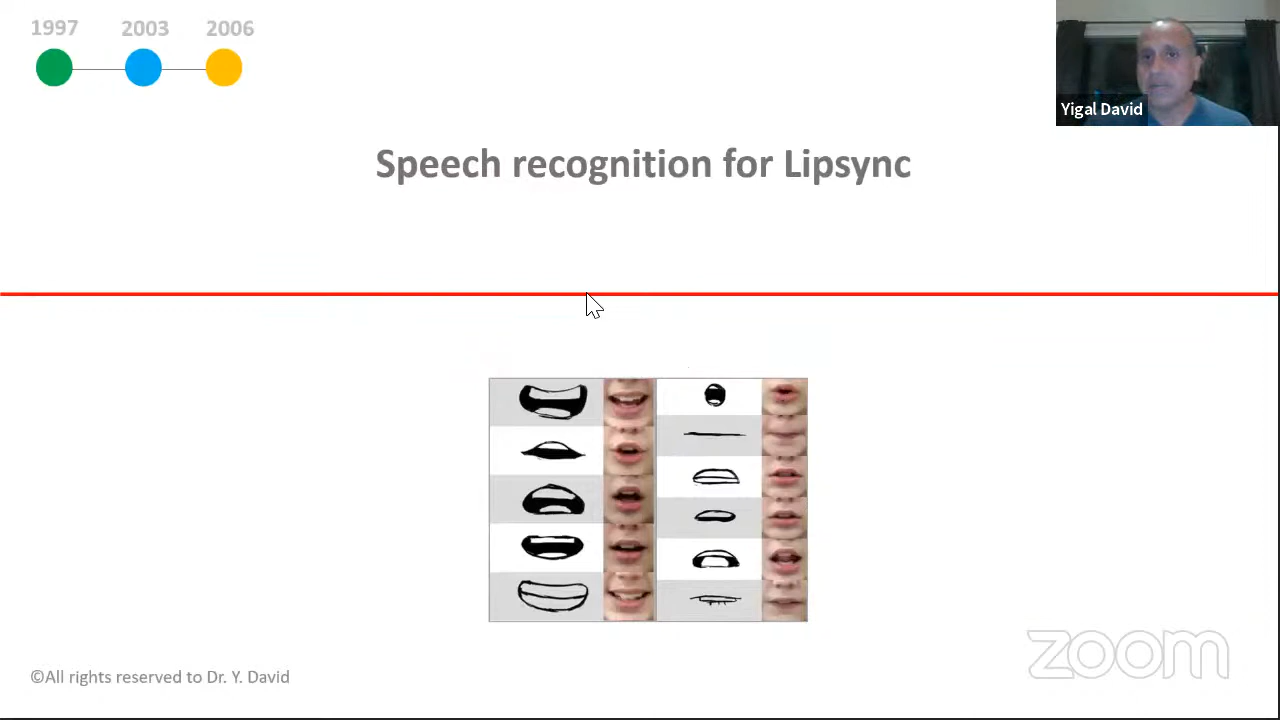 1997 2003 2006
Yigal David
Speech recognition for Lipsync
©All rights reserved to Dr. Y. David
zoom